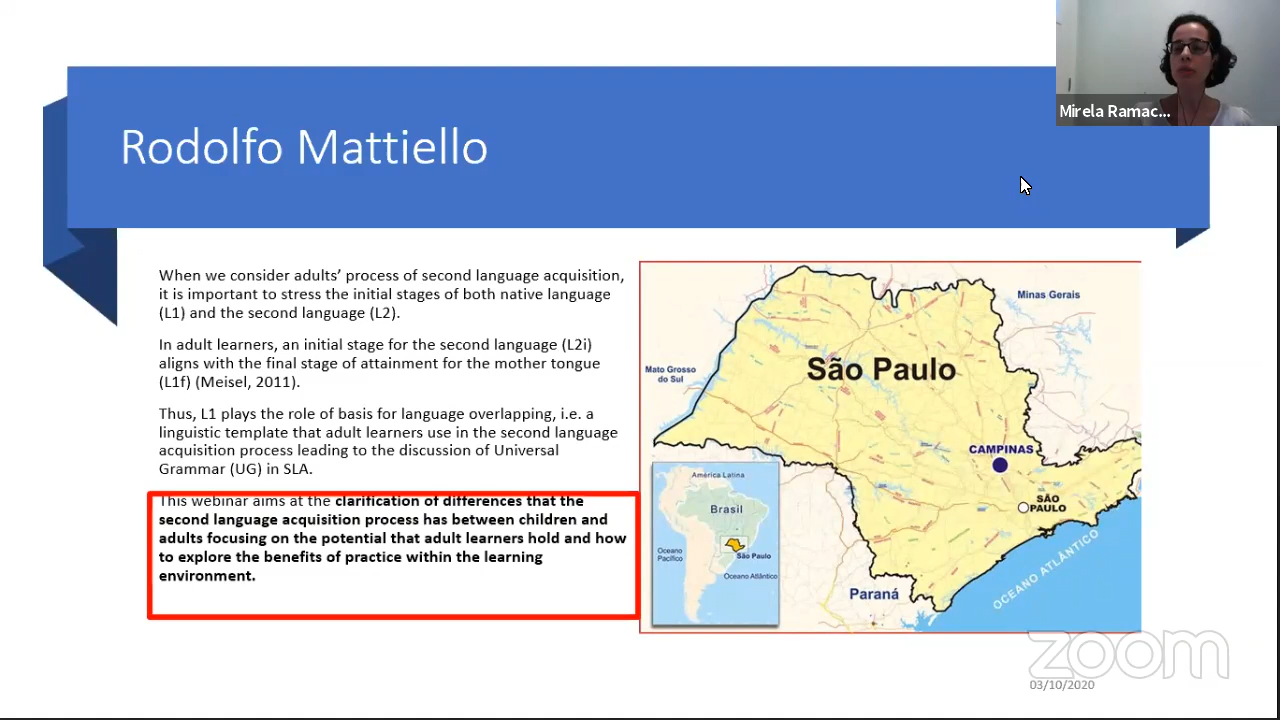 Mirela Ramac...
Rodolfo Mattiello
When we consider adults’ process of second language acquisition,
it is important to stress the initial stages of both native language
(L1) and the second language (L2).
In adult learners, an initial stage for the second language (L2i)
aligns with the final stage of attainment for the mother tongue
(L1f) (Meisel, 2011).
Thus, L1 plays the role of basis for language overlapping, i.e. a
linguistic template that adult learners use in the second language
acquisition process leading to the discussion of Universal
Grammar (UG) in SLA.
This webinar aims at the clarification of differences that the
second language acquisition process has between children and
adults focusing on the potential that adult learners hold and how
to explore the benefits of practice within the learning
environment.
Minas Gerais
São Paulo
Mato Grosso
do Sul
CAMPINAS
SÃO
PAULO
América Latina
Brasil
São Paulo
Oceano
Pacífico
Oceano Atlântico
Paraná
OCEANO ATLÂNTICO
zoom
03/10/2020